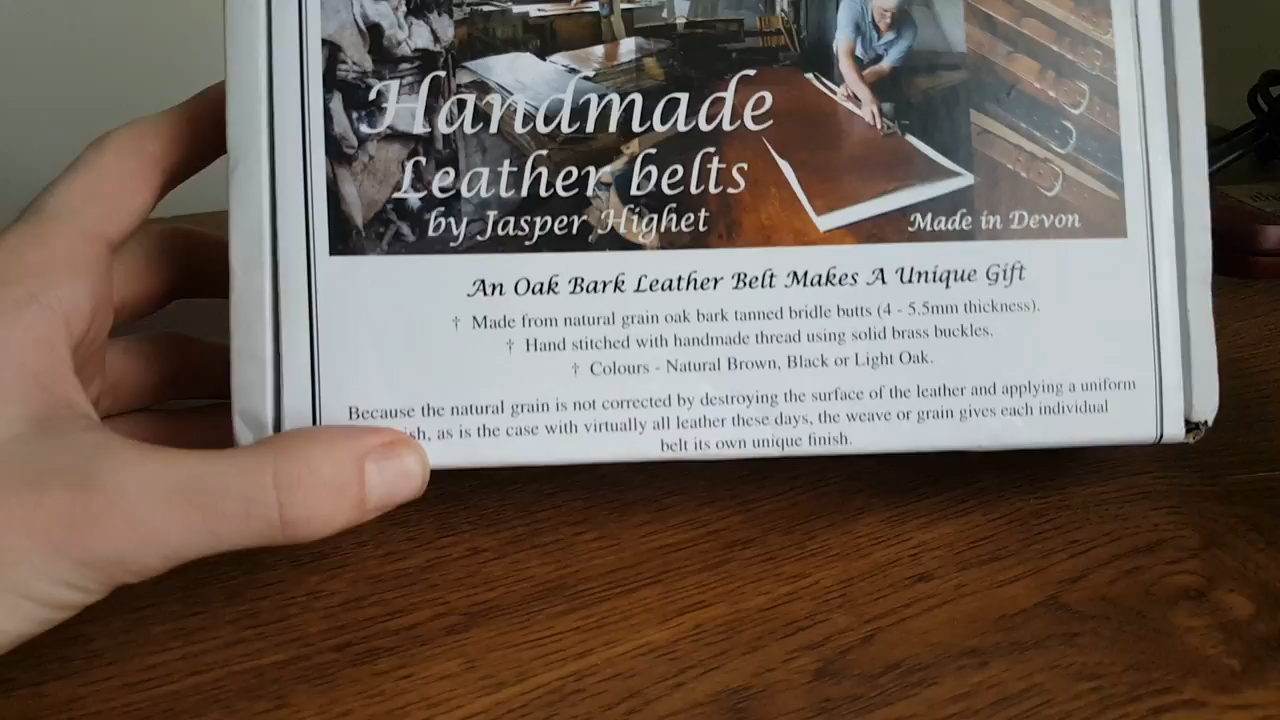 Handmade
Leather belts
by Jasper Highet
Made in Devon
An Oak Bark Leather Belt Makes A Unique Gift
† Made from natural grain oak bark tanned bridle butts (4 - 5.5mm thickness).
† Hand stitched with handmade thread using solid brass buckles.
† Colours - Natural Brown, Black or Light Oak.
Because the natural grain is not corrected by destroying the surface of the leather and applying a uniform
as is the case with virtually all leather these days, the weave or grain gives each individual
belt its own unique finish.